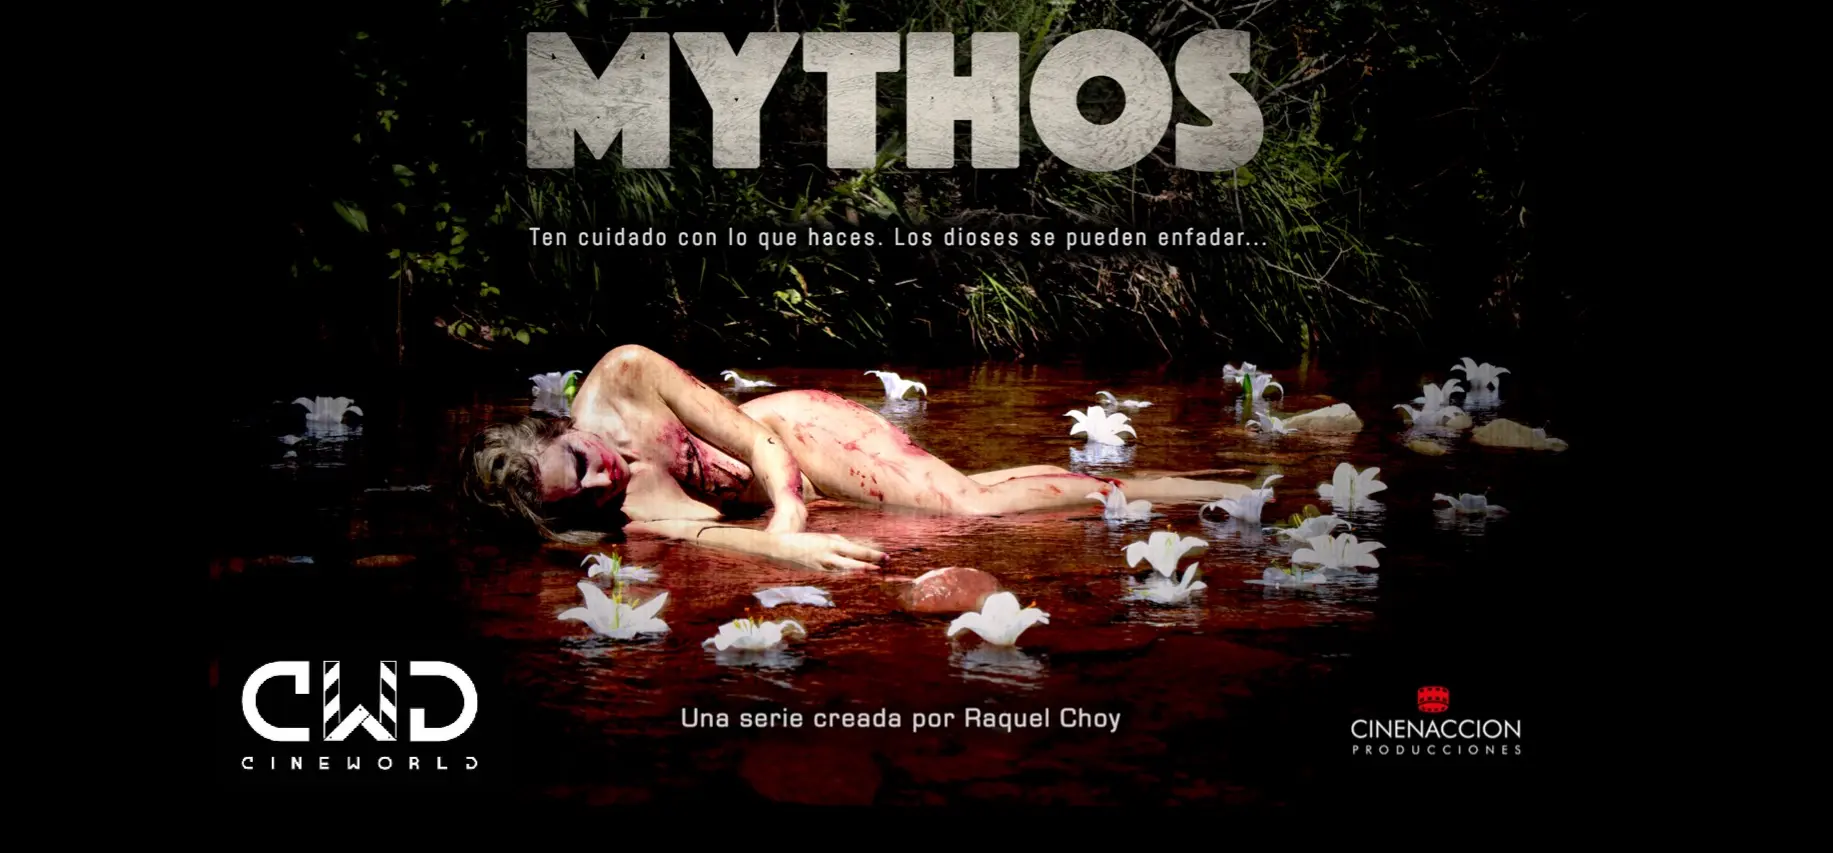 MYTHOS
Ten cuidado con lo que haces. Los dioses se pueden enfadar...
Una serie creada por Raquel Choy
CWD
CINEWORLD
CINENACCION
PRODUCCIONES